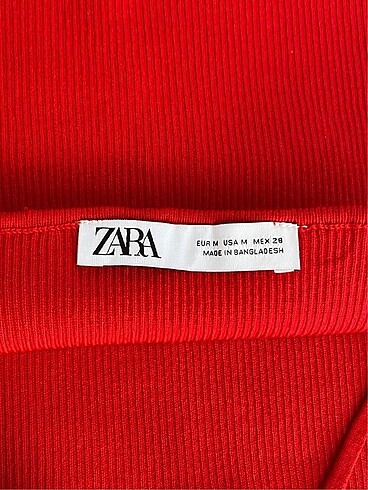 ZARA
EUR M USA M MEX 28
MADE IN BANGLADESH